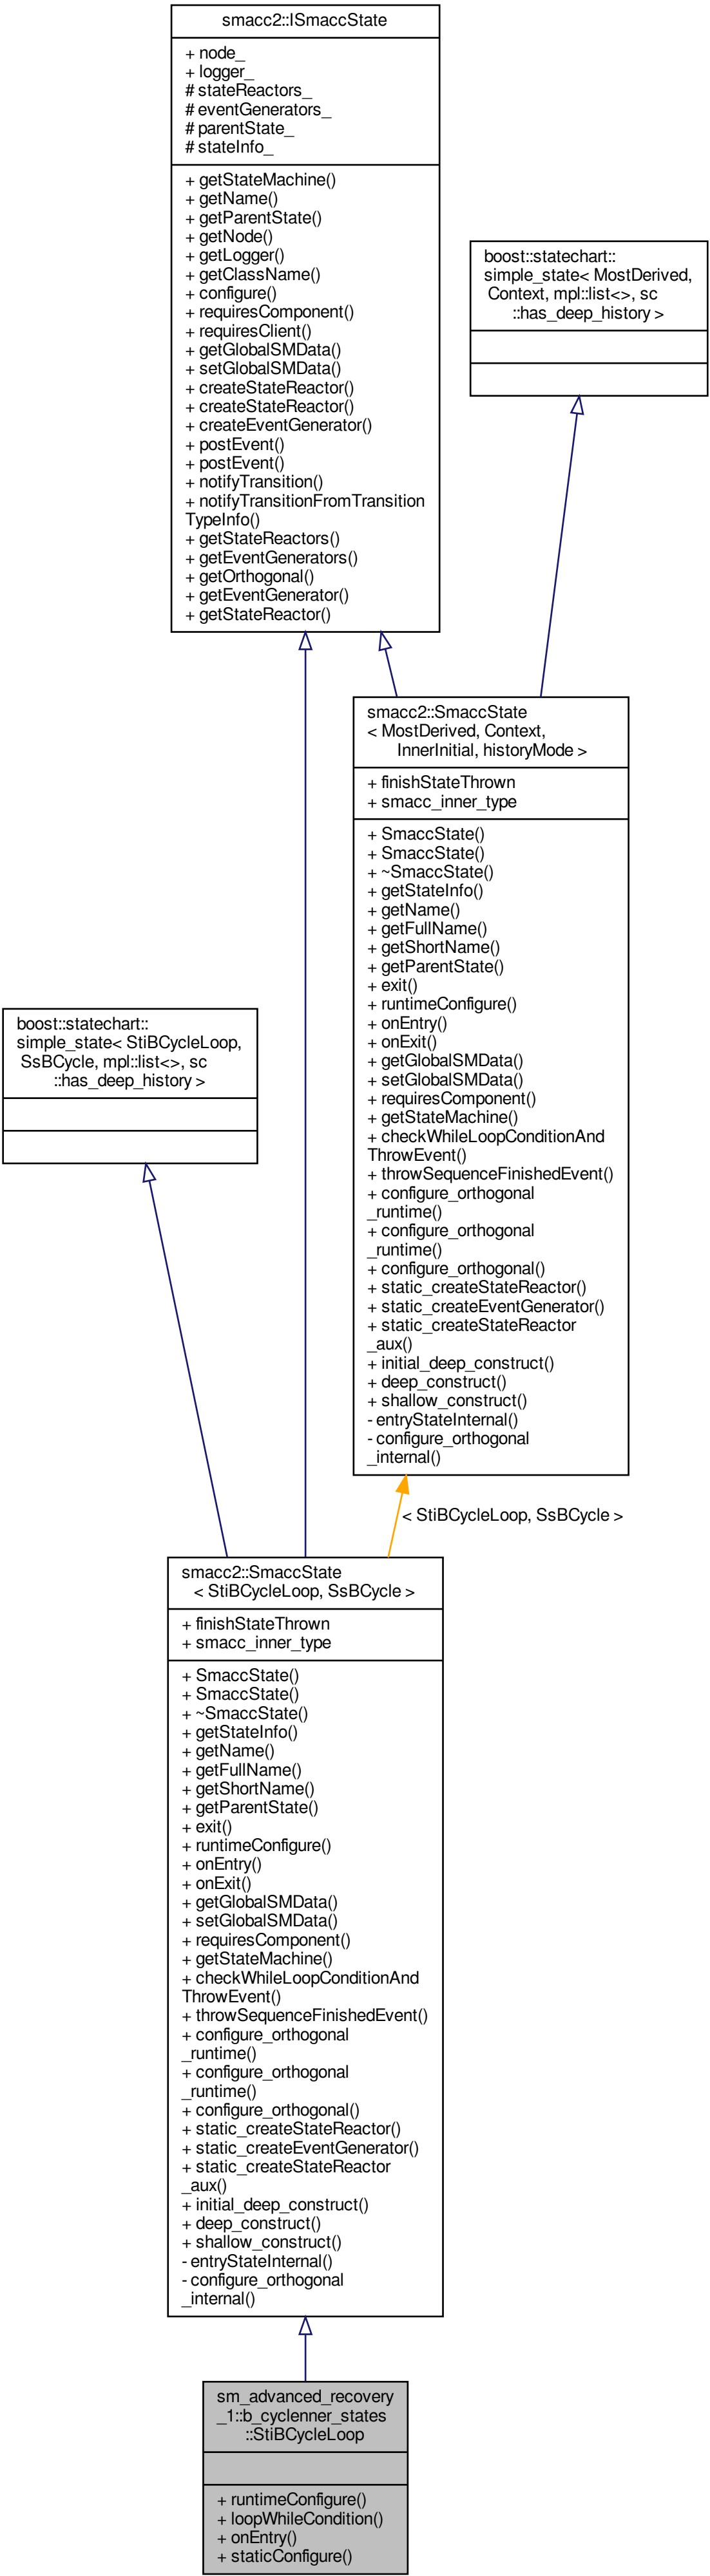 smacc2::ISmaccState
+ node_
+ logger_
# stateReactors_
# eventGenerators_
# parentState_
# stateInfo_
+ getStateMachine()
+ getName()
+ getParentState()
+ getNode()
+ getLogger()
+ getClassName()
+ configure()
+ requiresComponent()
+ requiresClient()
+ getGlobalSMData()
+ setGlobalSMData()
+ createStateReactor()
+ createStateReactor()
+ createEventGenerator()
+ postEvent()
+ postEvent()
+ notifyTransition()
+ notifyTransitionFromTransition
TypeInfo()
+ getStateReactors()
+ getEventGenerators()
+ getOrthogonal()
+ getEventGenerator()
+ getStateReactor()
boost::statechart::
simple_state< MostDerived,
Context, mpl::list<>, sc
::has_deep_history >
smacc2::SmaccState
< MostDerived, Context,
InnerInitial, historyMode >
+ finishStateThrown
+ smacc_inner_type
+ SmaccState()
+ SmaccState()
+ ~SmaccState()
+ getStateInfo()
+ getName()
+ getFullName()
+ getShortName()
+ getParentState()
+ exit()
+ runtimeConfigure()
+ onEntry()
+ onExit()
+ getGlobalSMData()
+ setGlobalSMData()
+ requiresComponent()
+ getStateMachine()
+ checkWhileLoopConditionAnd
ThrowEvent()
+ throwSequenceFinishedEvent()
+ configure_orthogonal
_runtime()
+ configure_orthogonal
_runtime()
+ configure_orthogonal()
+ static_createStateReactor()
+ static_createEventGenerator()
+ static_createStateReactor
_aux()
+ initial_deep_construct()
+ deep_construct()
+ shallow_construct()
- entryStateInternal()
- configure_orthogonal
_internal()
boost::statechart::
simple_state< StiBCycleLoop,
SsBCycle, mpl::list<>, sc
::has_deep_history >
< StiBCycleLoop, SsBCycle >
smacc2::SmaccState
< StiBCycleLoop, SsBCycle >
+ finishStateThrown
+ smacc_inner_type
+ SmaccState()
+ SmaccState()
+ ~SmaccState()
+ getStateInfo()
+ getName()
+ getFullName()
+ getShortName()
+ getParentState()
+ exit()
+ runtimeConfigure()
+ onEntry()
+ onExit()
+ getGlobalSMData()
+ setGlobalSMData()
+ requiresComponent()
+ getStateMachine()
+ checkWhileLoopConditionAnd
ThrowEvent()
+ throwSequenceFinishedEvent()
+ configure_orthogonal
_runtime()
+ configure_orthogonal
_runtime()
+ configure_orthogonal()
+ static_createStateReactor()
+ static_createEventGenerator()
+ static_createStateReactor
_aux()
+ initial_deep_construct()
+ deep_construct()
+ shallow_construct()
- entryStateInternal()
- configure_orthogonal
_internal()
sm_advanced_recovery
_1::b_cyclenner_states
::StiBCycleLoop
+ runtimeConfigure()
+ loopWhileCondition()
+ onEntry()
+ staticConfigure()